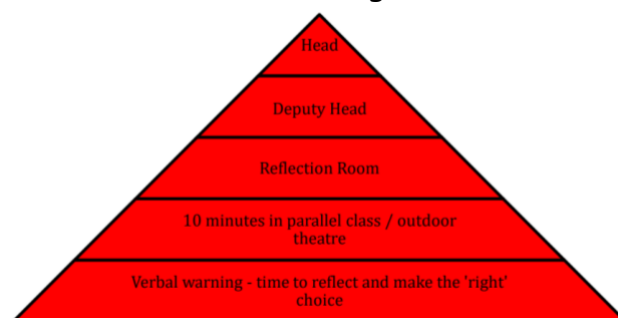 Head
Deputy Head
Reflection Room
10 minutes in parallel class / outdoor
theatre
Verbal warning - time to reflect and make the 'right'
choice